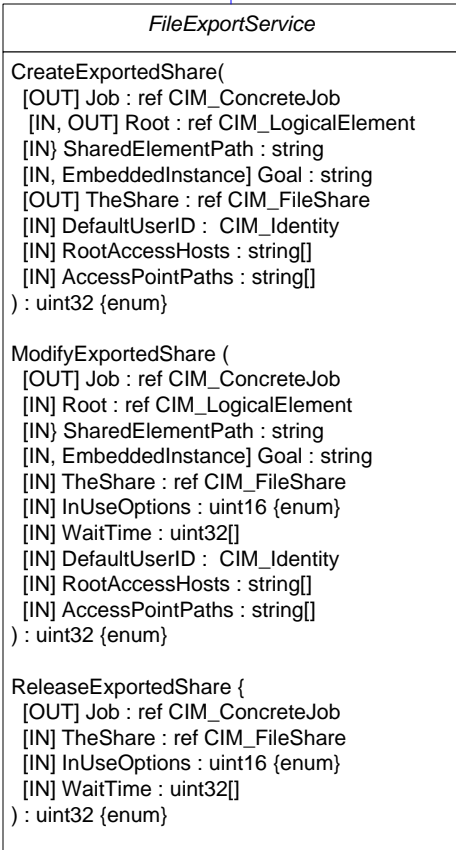 FileExportService
CreateExportedShare(
[OUT] Job : ref CIM_ConcreteJob
[IN, OUT] Root : ref CIM_LogicalElement
[IN} SharedElementPath : string
[IN, EmbeddedInstance] Goal : string
[OUT] TheShare : ref CIM_FileShare
[IN] DefaultUserID :  CIM_Identity
[IN] RootAccessHosts : string[]
[IN] AccessPointPaths : string[]
) : uint32 {enum}
ModifyExportedShare (
[OUT] Job : ref CIM_ConcreteJob
[IN] Root : ref CIM_LogicalElement
[IN} SharedElementPath : string
[IN, EmbeddedInstance] Goal : string
[IN] TheShare : ref CIM_FileShare
[IN] InUseOptions : uint16 {enum}
[IN] WaitTime : uint32[]
[IN] DefaultUserID :  CIM_Identity
[IN] RootAccessHosts : string[]
[IN] AccessPointPaths : string[]
) : uint32 {enum}
ReleaseExportedShare {
[OUT] Job : ref CIM_ConcreteJob
[IN] TheShare : ref CIM_FileShare
[IN] InUseOptions : uint16 {enum}
[IN] WaitTime : uint32[]
) : uint32 {enum}